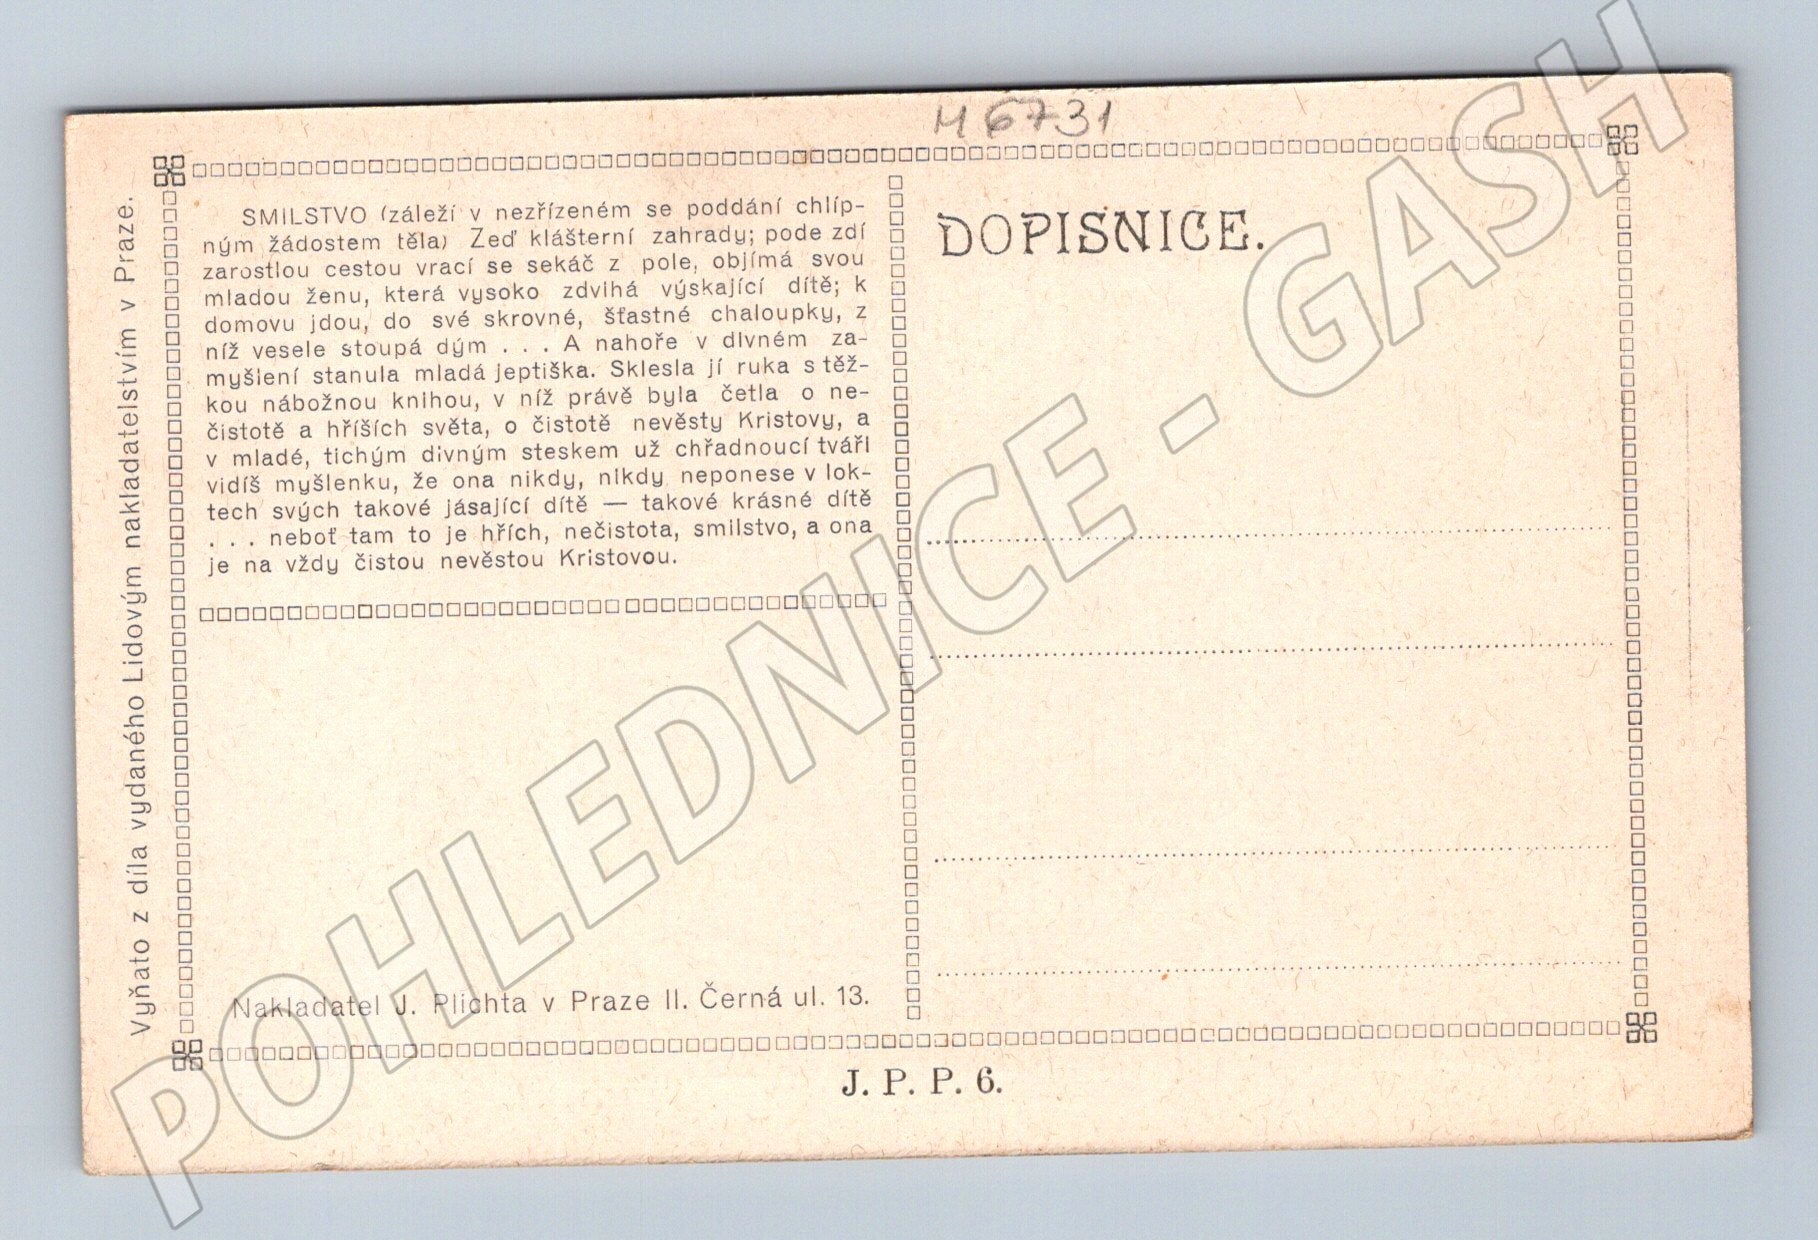 M 6731
SMILSTVO (záleží v nezřízeném se poddání chlíp-
ným žádostem těla) Zeď klášterní zahrady; pode zdí
zarostlou cestou vrací se sekáč z pole, objímá svou
mladou ženu, která vysoko zdvihá výskající dítě; k
domovu jdou, do své skrovné, šťastné chaloupky, z
níž vesele stoupá dým . . . A nahoře v divném za-
myšlení stanula mladá jeptiška. Sklesla jí ruka s těž-
kou nábožnou knihou, v níž právě byla četla o ne-
čistotě a hříších světa, o čistotě nevěsty Kristovy, a
v mladé, tichým divným steskem už chřadnoucí tváři
vidíš myšlenku, že ona nikdy, nikdy neponese v lok-
tech svých takové jásající dítě — takové krásné dítě
. . . neboť tam to je hřích, nečistota, smilstvo, a ona
je na vždy čistou nevěstou Kristovou.
Nakladatel J. Plichta v Praze II. Černá ul. 13.
Vyňato z díla vydaného Lidovým nakladatelstvím v Praze.
DOPISNICE.
J. P. P. 6.
POHLEDNICE - GASH